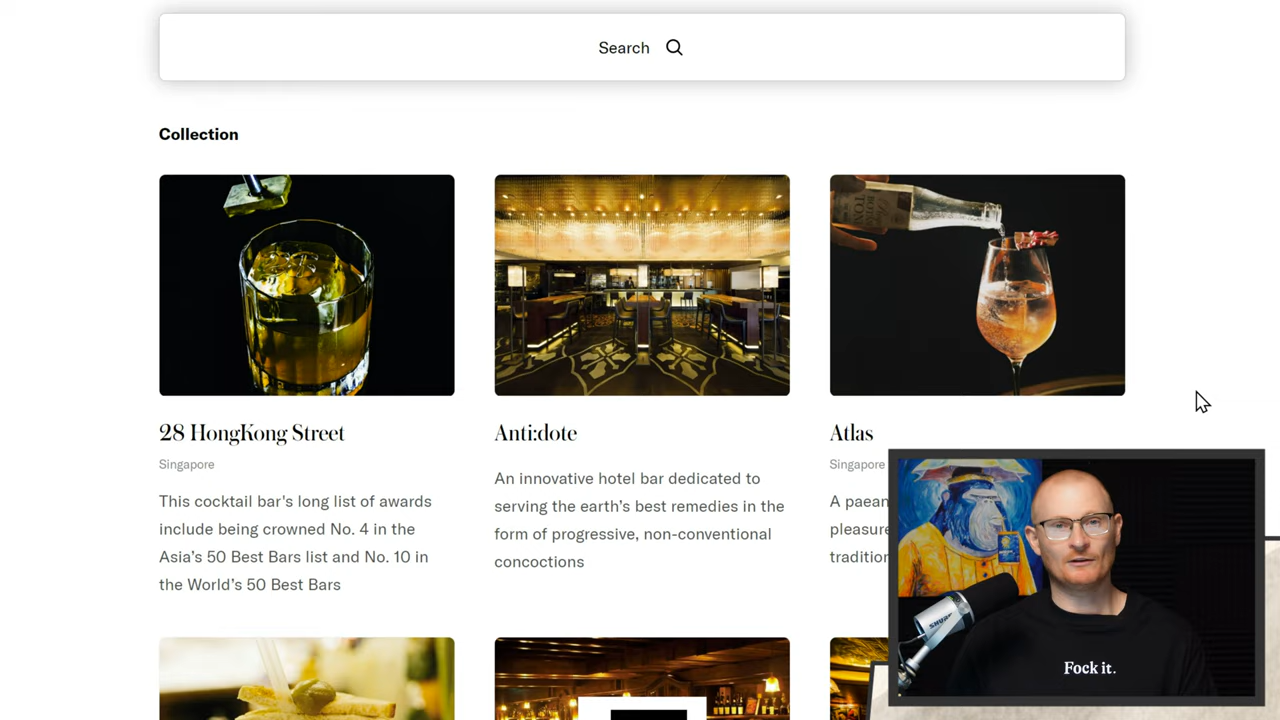 Search
Collection
28 HongKong Street
Singapore
This cocktail bar's long list of awards
include being crowned No. 4 in the
Asia's 50 Best Bars list and No. 10 in
the World's 50 Best Bars
Anti:dote
An innovative hotel bar dedicated to
serving the earth's best remedies in the
form of progressive, non-conventional
concoctions
Atlas
Singapore
A paean
pleasure
tradition
SHURE
Fock it.